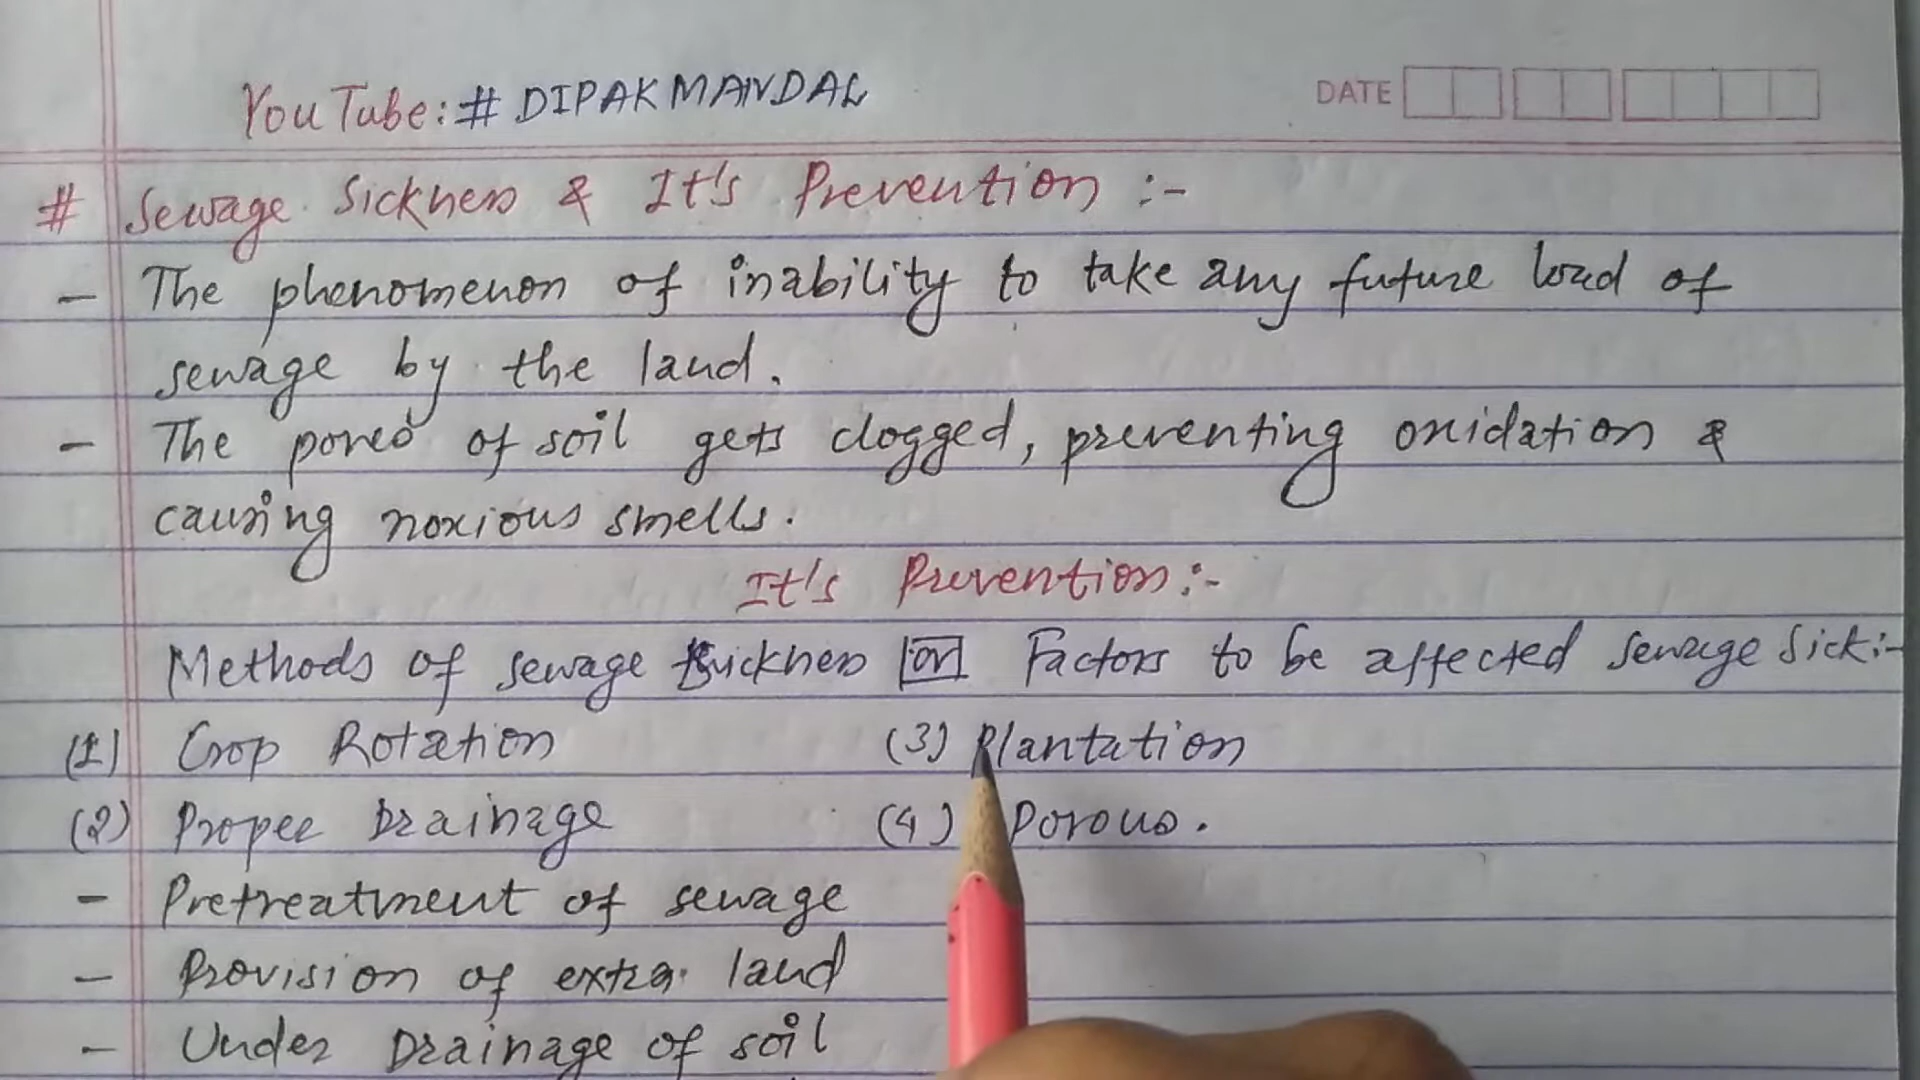 YouTube: # DIPAK MANDAL
DATE
# Sewage Sickness & It's Prevention :-
- The phenomenon of inability to take any future load of
sewage by the land.
- The pores of soil gets clogged, preventing oxidation &
causing noxious smells.
It's Prevention :-
Methods of sewage Sickness or Factors to be affected sewage Sick :-
(1) Crop Rotation (3) Plantation
(2) Proper Drainage (4) Porous.
- Pretreatment of sewage
- Provision of extra land
- Under Drainage of soil